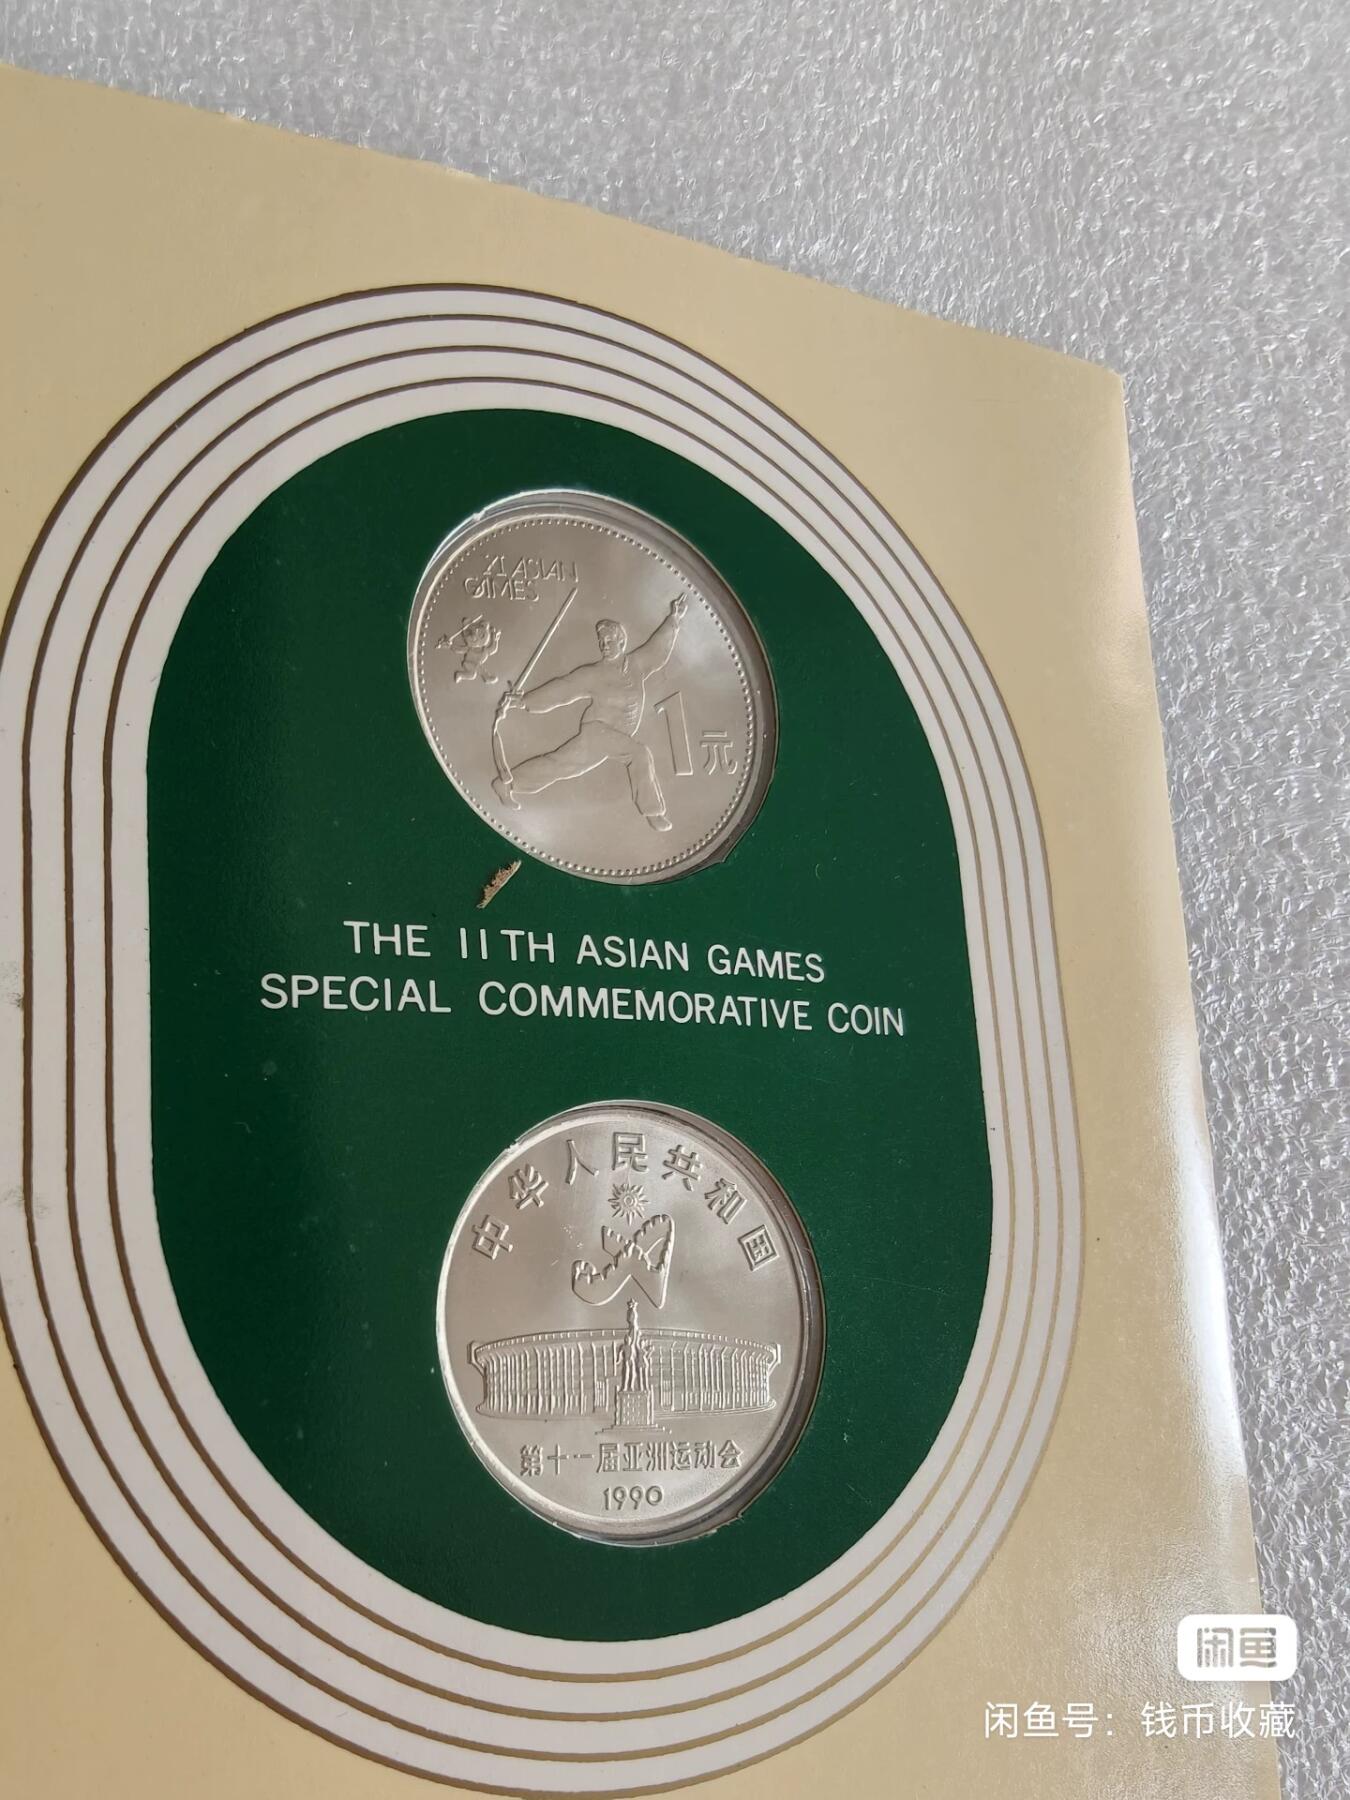 XI ASIAN
GAMES
1元
THE 11TH ASIAN GAMES
SPECIAL COMMEMORATIVE COIN
中华人民共和国
第十一届亚洲运动会
1990
闲鱼
闲鱼号：钱币收藏